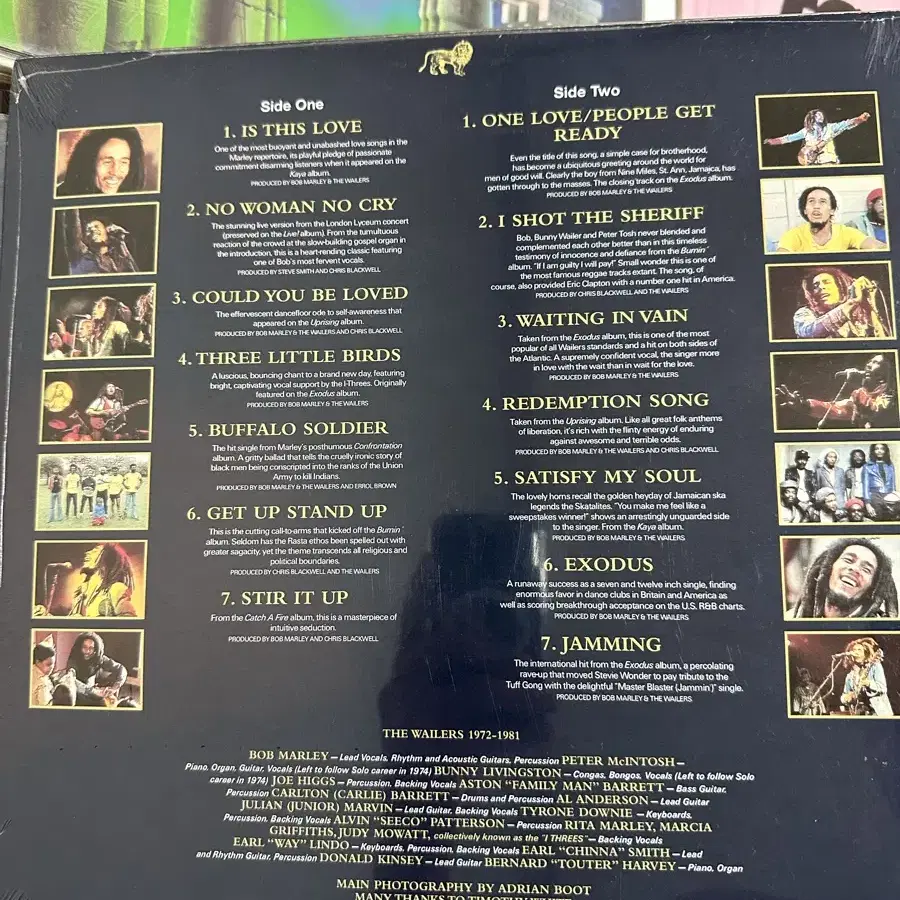 Side One
1. IS THIS LOVE
One of the most buoyant and unabashed love songs in the
Marley repertoire, its playful pledge of passionate
commitment disarming listeners when it appeared on the
Kaya album.
PRODUCED BY BOB MARLEY & THE WAILERS
2. NO WOMAN NO CRY
The stunning live version from the London Lyceum concert
(preserved on the Live! album). From the tumultuous
reaction of the crowd at the slow-building gospel organ in
the introduction, this is a heart-rending classic featuring
one of Bob's most fervent vocals.
PRODUCED BY STEVE SMITH AND CHRIS BLACKWELL
3. COULD YOU BE LOVED
The effervescent dancefloor ode to self-awareness that
appeared on the Uprising album.
PRODUCED BY BOB MARLEY & THE WAILERS AND CHRIS BLACKWELL
4. THREE LITTLE BIRDS
A luscious, bouncing chant to a brand new day, featuring
bright, captivating vocal support by the I-Threes. Originally
featured on the Exodus album.
PRODUCED BY BOB MARLEY & THE WAILERS
5. BUFFALO SOLDIER
The hit single from Marley's posthumous Confrontation
album. A gritty ballad that tells the cruelly ironic story of
black men being conscripted into the ranks of the Union
Army to kill Indians.
PRODUCED BY BOB MARLEY & THE WAILERS AND ERROL BROWN
6. GET UP STAND UP
This is the cutting call-to-arms that kicked off the Burnin'
album. Seldom has the Rasta ethos been spelled out with
greater sagacity, yet the theme transcends all religious and
political boundaries.
PRODUCED BY CHRIS BLACKWELL AND THE WAILERS
7. STIR IT UP
From the Catch A Fire album, this is a masterpiece of
intuitive seduction.
PRODUCED BY BOB MARLEY AND CHRIS BLACKWELL
Side Two
1. ONE LOVE/PEOPLE GET
READY
Even the title of this song, a simple case for brotherhood,
has become a ubiquitous greeting around the world for
men of good will. Clearly the boy from Nine Miles, St. Ann, Jamaica, has
gotten through to the masses. The closing track on the Exodus album.
PRODUCED BY BOB MARLEY & THE WAILERS
2. I SHOT THE SHERIFF
Bob, Bunny Wailer and Peter Tosh never blended and
complemented each other better than in this timeless
testimony of innocence and defiance from the Burnin'
album. "If I am guilty I will pay!" Small wonder this is one of
the most famous reggae tracks extant. The song, of
course, also provided Eric Clapton with a number one hit in America.
PRODUCED BY CHRIS BLACKWELL AND THE WAILERS
3. WAITING IN VAIN
Taken from the Exodus album, this is one of the most
popular of all Wailers standards and a hit on both sides of
the Atlantic. A supremely confident vocal, the singer more
in love with the wait than in wait for the love.
PRODUCED BY BOB MARLEY & THE WAILERS
4. REDEMPTION SONG
Taken from the Uprising album. Like all great folk anthems
of liberation, it's rich with the flinty energy of enduring
against awesome and terrible odds.
PRODUCED BY BOB MARLEY & THE WAILERS AND CHRIS BLACKWELL
5. SATISFY MY SOUL
The lovely horns recall the golden heyday of Jamaican ska
legends the Skatalites. "You make me feel like a
sweepstakes winner!" shows an arrestingly unguarded side
to the singer. From the Kaya album.
PRODUCED BY BOB MARLEY & THE WAILERS
6. EXODUS
A runaway success as a seven and twelve inch single, finding
enormous favor in dance clubs in Britain and America as
well as scoring breakthrough acceptance on the U.S. R&B charts.
PRODUCED BY BOB MARLEY & THE WAILERS
7. JAMMING
The international hit from the Exodus album, a percolating
rave-up that moved Stevie Wonder to pay tribute to the
Tuff Gong with the delightful "Master Blaster (Jammin')" single.
PRODUCED BY BOB MARLEY & THE WAILERS
THE WAILERS 1972-1981
BOB MARLEY – Lead Vocals, Rhythm and Acoustic Guitars, Percussion PETER McINTOSH –
Piano, Organ, Guitar, Vocals (Left to follow Solo career in 1974) BUNNY LIVINGSTON – Congas, Bongos, Vocals (Left to follow Solo
career in 1974) JOE HIGGS – Percussion, Backing Vocals ASTON "FAMILY MAN" BARRETT – Bass Guitar,
Percussion CARLTON (CARLIE) BARRETT – Drums and Percussion AL ANDERSON – Lead Guitar
JULIAN (JUNIOR) MARVIN – Lead Guitar, Backing Vocals TYRONE DOWNIE – Keyboards,
Percussion, Backing Vocals ALVIN "SEECO" PATTERSON – Percussion RITA MARLEY, MARCIA
GRIFFITHS, JUDY MOWATT, collectively known as the "I THREES" – Backing Vocals
EARL "WAY" LINDO – Keyboards, Percussion, Backing Vocals EARL "CHINNA" SMITH – Lead
and Rhythm Guitar, Percussion DONALD KINSEY – Lead Guitar BERNARD "TOUTER" HARVEY – Piano, Organ
MAIN PHOTOGRAPHY BY ADRIAN BOOT
MANY THANKS TO TIMOTHY